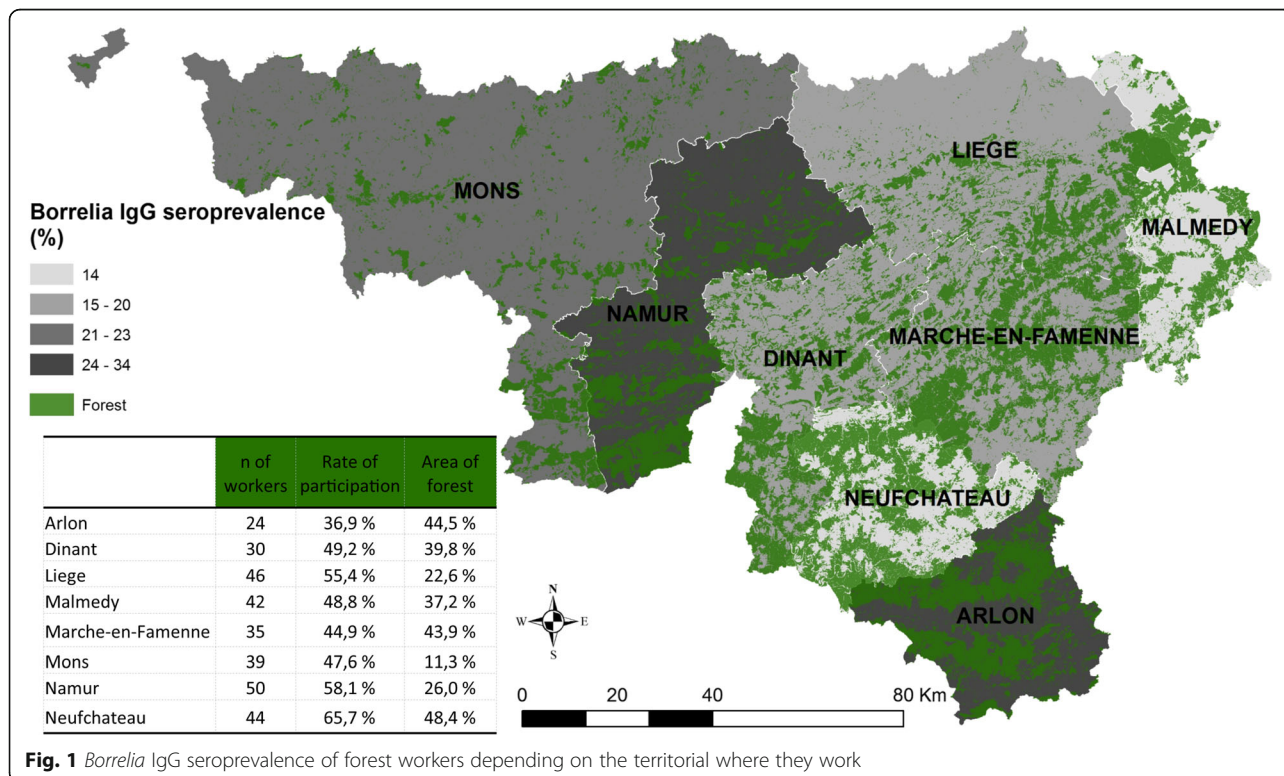 MONS
NAMUR
LIEGE
MALMEDY
DINANT
MARCHE-EN-FAMENNE
NEUFCHATEAU
ARLON
Borrelia IgG seroprevalence
(%)
14
15 - 20
21 - 23
24 - 34
Forest
n of workers Rate of participation Area of forest
Arlon 24 36,9 % 44,5 %
Dinant 30 49,2 % 39,8 %
Liege 46 55,4 % 22,6 %
Malmedy 42 48,8 % 37,2 %
Marche-en-Famenne 35 44,9 % 43,9 %
Mons 39 47,6 % 11,3 %
Namur 50 58,1 % 26,0 %
Neufchateau 44 65,7 % 48,4 %
N
W E
S
0 20 40 80 Km
Fig. 1 Borrelia IgG seroprevalence of forest workers depending on the territorial where they work